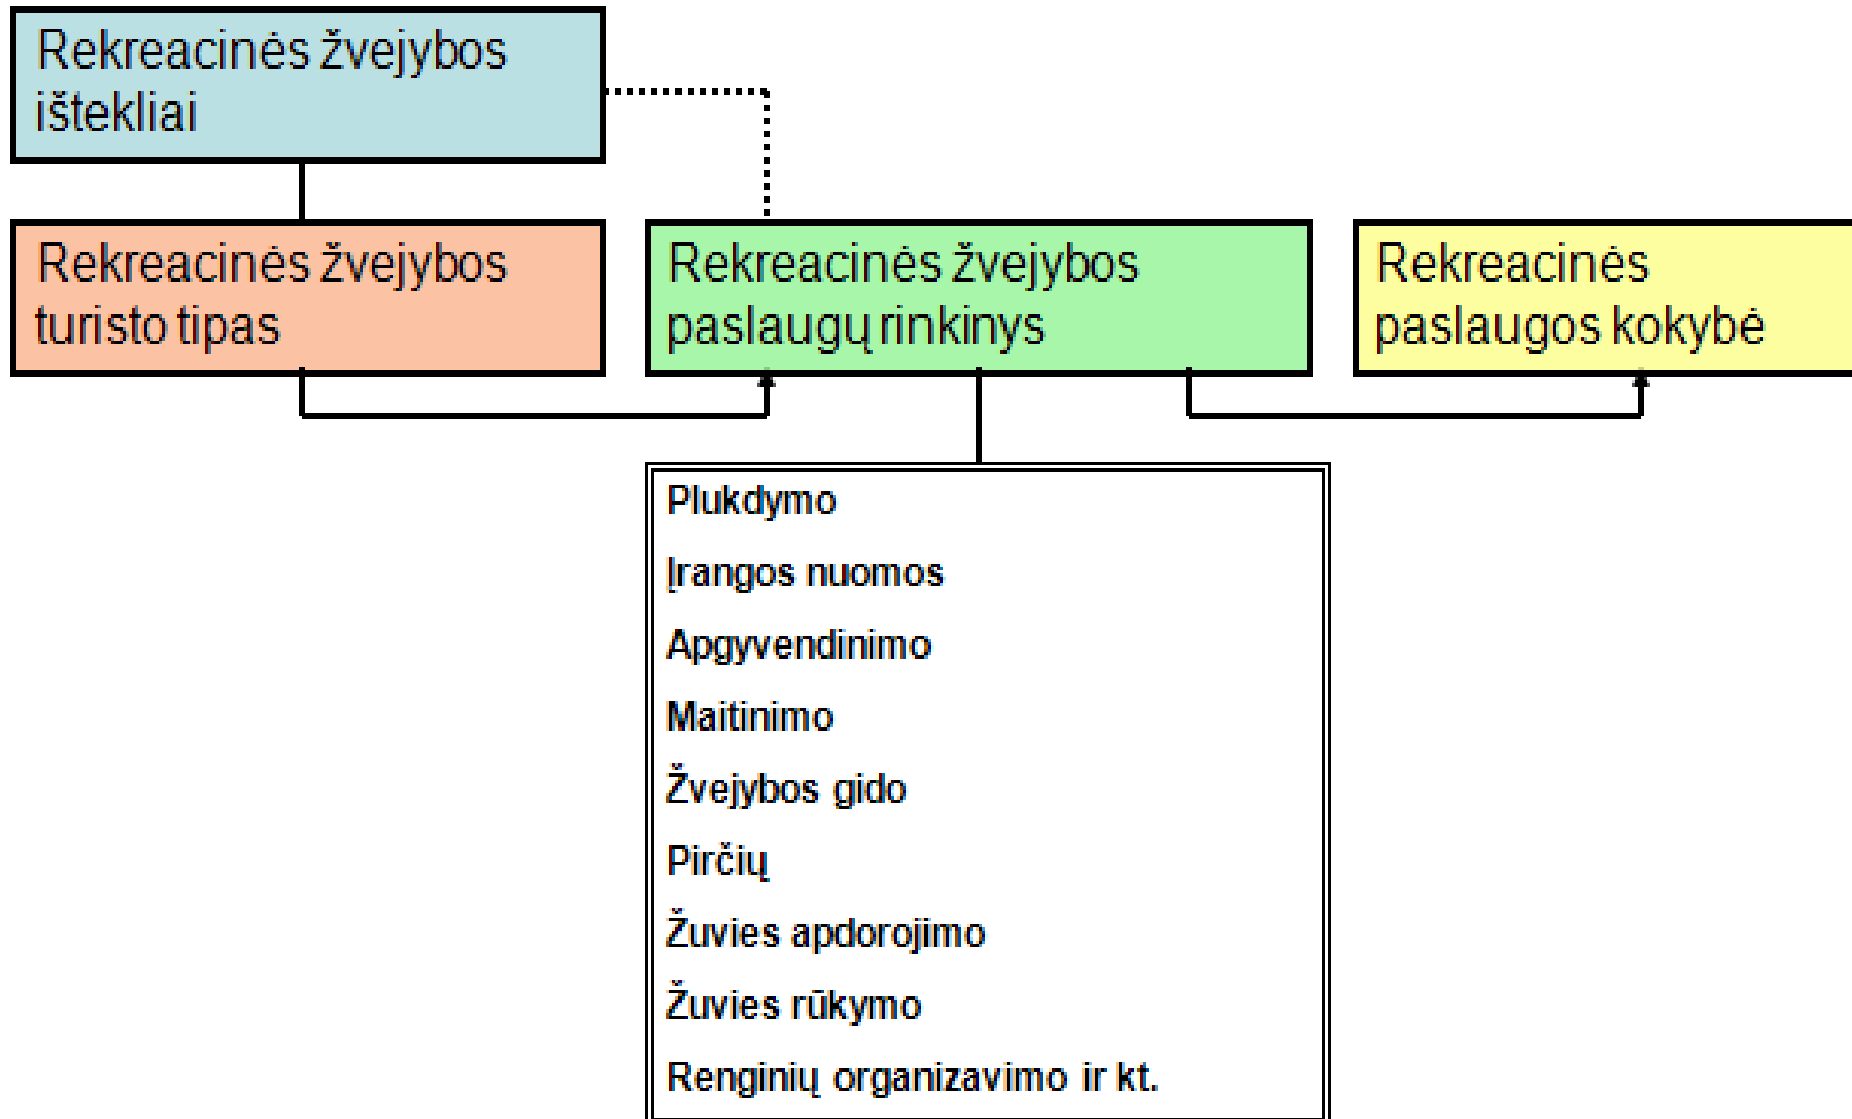 Rekreacinės žvejybos
ištekliai
Rekreacinės žvejybos
turisto tipas
Rekreacinės žvejybos
paslaugų rinkinys
Rekreacinės
paslaugos kokybė
Plukdymo
Įrangos nuomos
Apgyvendinimo
Maitinimo
Žvejybos gido
Pirčių
Žuvies apdorojimo
Žuvies rūkymo
Renginių organizavimo ir kt.